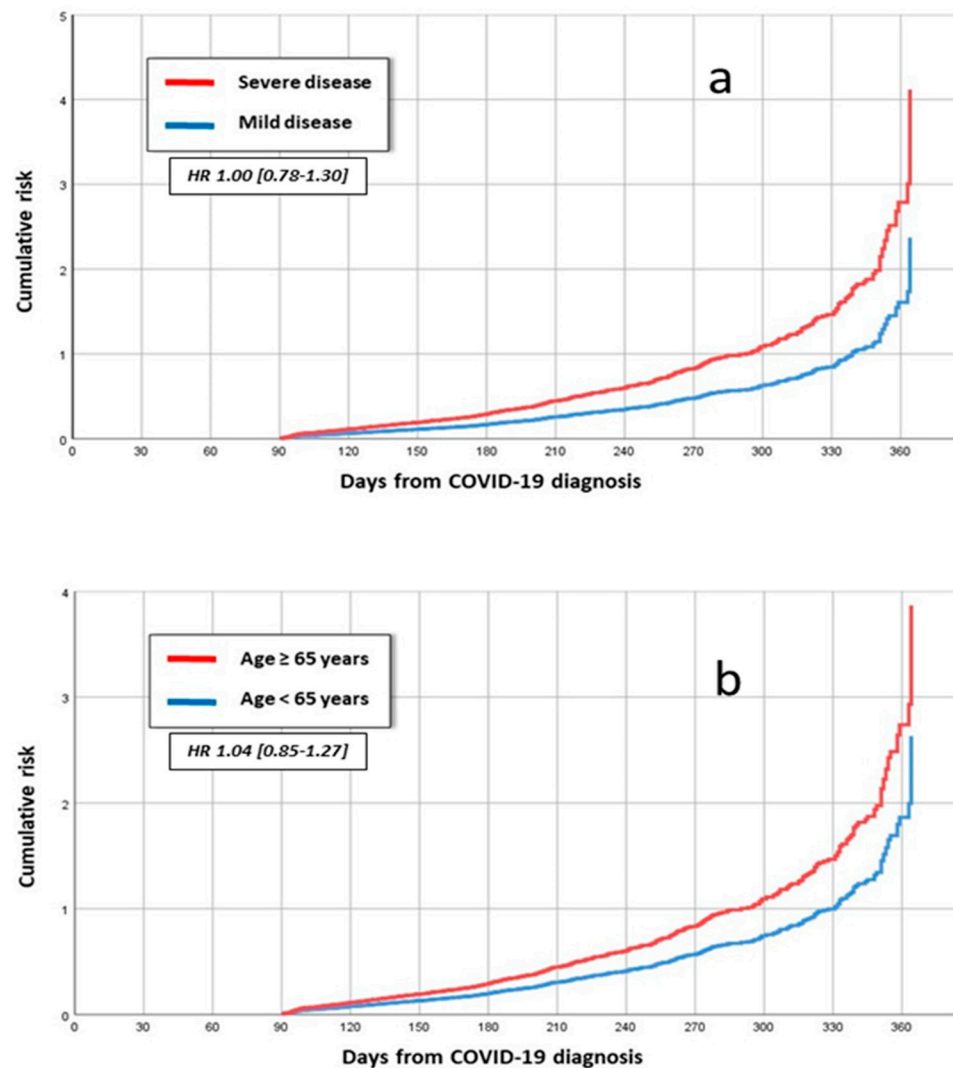 5
4
3
2
1
0
Cumulative risk
Severe disease
Mild disease
HR 1.00 [0.78-1.30]
a
0 30 60 90 120 150 180 210 240 270 300 330 360
Days from COVID-19 diagnosis
4
3
2
1
0
Cumulative risk
Age ≥ 65 years
Age < 65 years
HR 1.04 [0.85-1.27]
b
0 30 60 90 120 150 180 210 240 270 300 330 360
Days from COVID-19 diagnosis